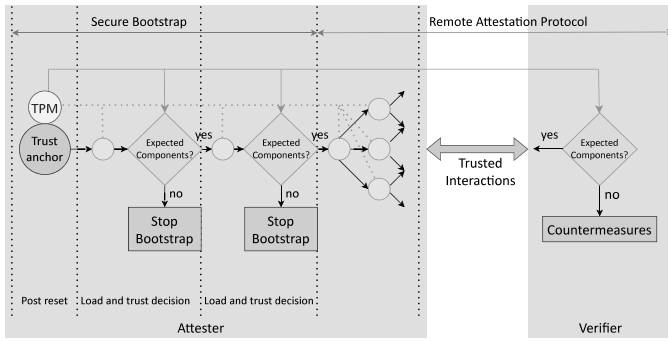 Secure Bootstrap
Remote Attestation Protocol
TPM
Trust
anchor
Expected
Components?
yes
no
Stop
Bootstrap
Expected
Components?
yes
no
Stop
Bootstrap
Trusted
Interactions
yes
Expected
Components?
no
Countermeasures
Post reset
Load and trust decision
Load and trust decision
Attester
Verifier